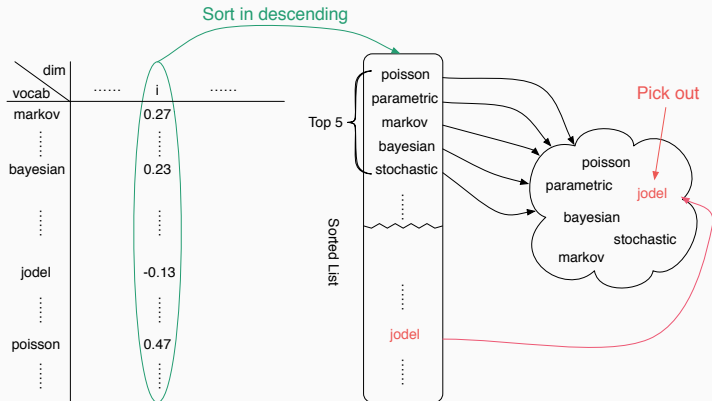 Sort in descending
dim
vocab
...... i ......
markov 0.27
bayesian 0.23
jodel -0.13
poisson 0.47
Top 5
poisson
parametric
markov
bayesian
stochastic
Sorted List
jodel
Pick out
poisson
parametric
jodel
bayesian
stochastic
markov